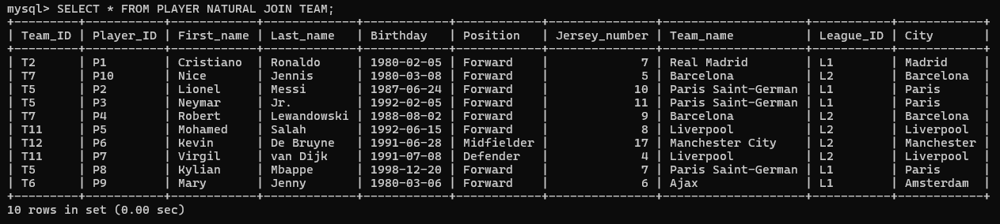 mysql> SELECT * FROM PLAYER NATURAL JOIN TEAM;
+---------+-----------+------------+-------------+------------+------------+---------------+---------------------+-----------+------------+
| Team_ID | Player_ID | First_name | Last_name   | Birthday   | Position   | Jersey_number | Team_name           | League_ID | City       |
+---------+-----------+------------+-------------+------------+------------+---------------+---------------------+-----------+------------+
| T2      | P1        | Cristiano  | Ronaldo     | 1980-02-05 | Forward    |             7 | Real Madrid         | L1        | Madrid     |
| T7      | P10       | Nice       | Jennis      | 1980-03-08 | Forward    |             5 | Barcelona           | L2        | Barcelona  |
| T5      | P2        | Lionel     | Messi       | 1987-06-24 | Forward    |            10 | Paris Saint-German  | L1        | Paris      |
| T5      | P3        | Neymar     | Jr.         | 1992-02-05 | Forward    |            11 | Paris Saint-German  | L1        | Paris      |
| T7      | P4        | Robert     | Lewandowski | 1988-08-02 | Forward    |             9 | Barcelona           | L2        | Barcelona  |
| T11     | P5        | Mohamed    | Salah       | 1992-06-15 | Forward    |             8 | Liverpool           | L2        | Liverpool  |
| T12     | P6        | Kevin      | De Bruyne   | 1991-06-28 | Midfielder |            17 | Manchester City     | L2        | Manchester |
| T11     | P7        | Virgil     | van Dijk    | 1991-07-08 | Defender   |             4 | Liverpool           | L2        | Liverpool  |
| T5      | P8        | Kylian     | Mbappe      | 1998-12-20 | Forward    |             7 | Paris Saint-German  | L1        | Paris      |
| T6      | P9        | Mary       | Jenny       | 1980-03-06 | Forward    |             6 | Ajax                | L1        | Amsterdam  |
+---------+-----------+------------+-------------+------------+------------+---------------+---------------------+-----------+------------+
10 rows in set (0.00 sec)